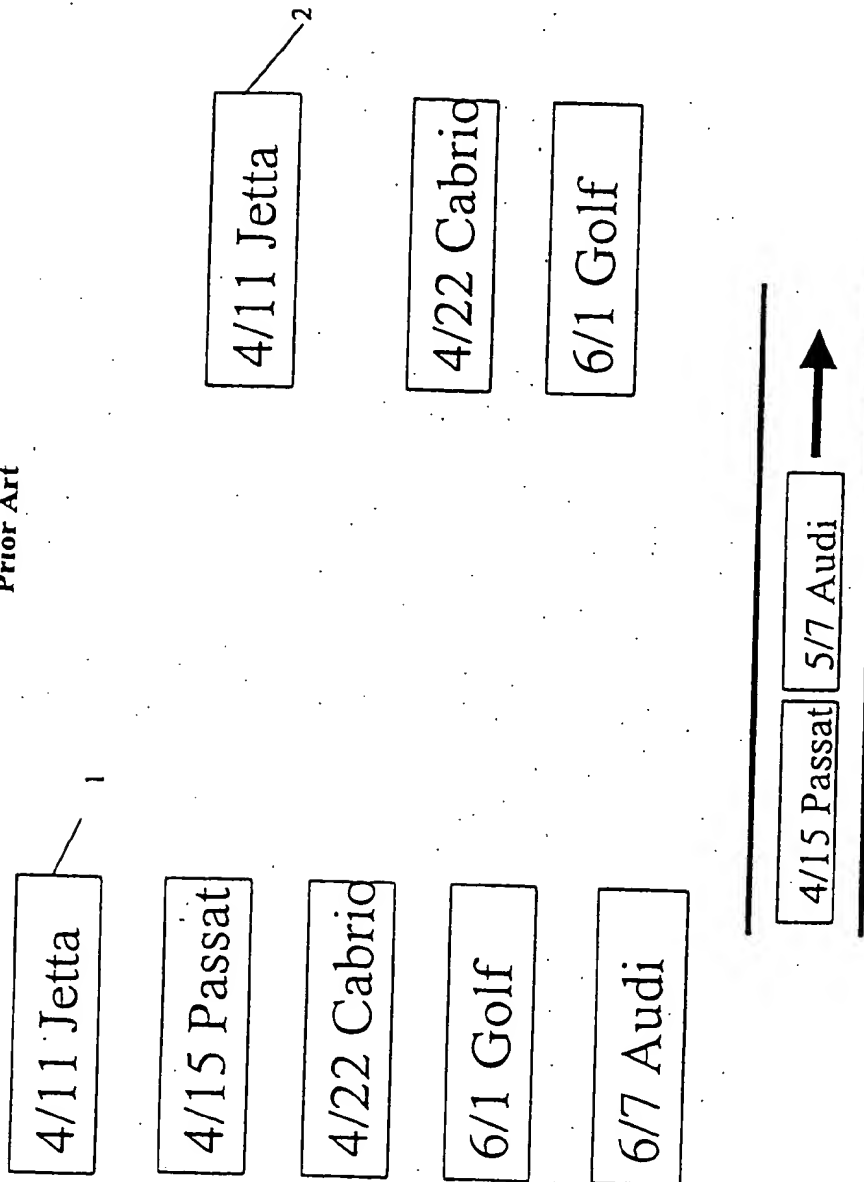 Prior Art
1
4/11 Jetta
4/15 Passat
4/22 Cabrio
6/1 Golf
6/7 Audi
2
4/11 Jetta
4/22 Cabrio
6/1 Golf
4/15 Passat 5/7 Audi